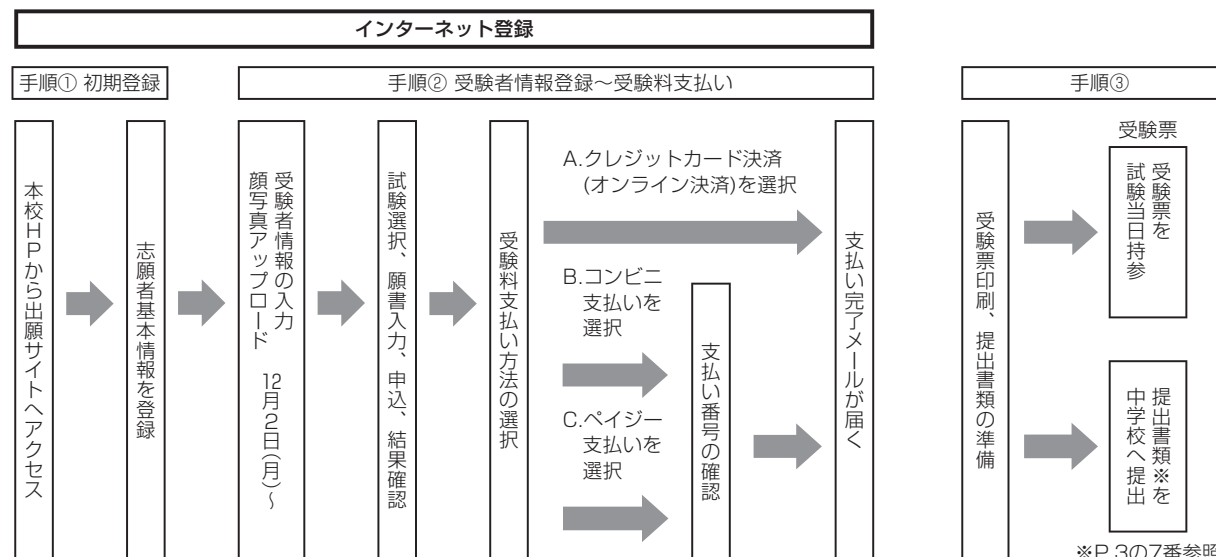 インターネット登録
手順① 初期登録
手順② 受験者情報登録～受験料支払い
手順③
本校HPから出願サイトへアクセス
志願者基本情報を登録
受験者情報の入力
顔写真アップロード 12月2日(月)～
試験選択、願書入力、申込、結果確認
受験料支払い方法の選択
A.クレジットカード決済
(オンライン決済)を選択
B.コンビニ
支払いを
選択
C.ペイジー
支払いを
選択
支払い番号の確認
支払い完了メールが届く
受験票印刷、提出書類の準備
受験票
受験票を
試験当日持参
提出書類※を
中学校へ提出
※P.3の7番参照